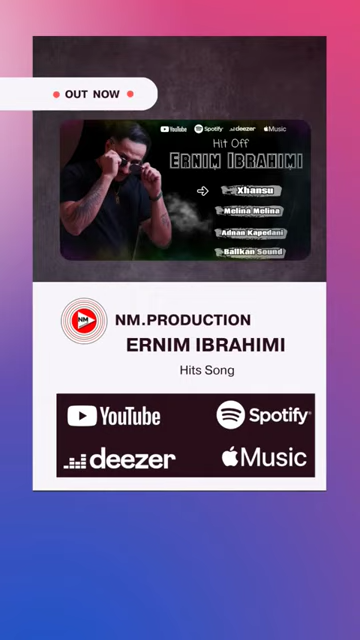 OUT NOW
YouTube Spotify deezer Music
Hit Off
ERNIM IBRAHIMI
Xhansu
Melina Melina
Adnan Kapedani
Ballkan Sound
NM
NM.PRODUCTION
ERNIM IBRAHIMI
Hits Song
YouTube Spotify
deezer Music